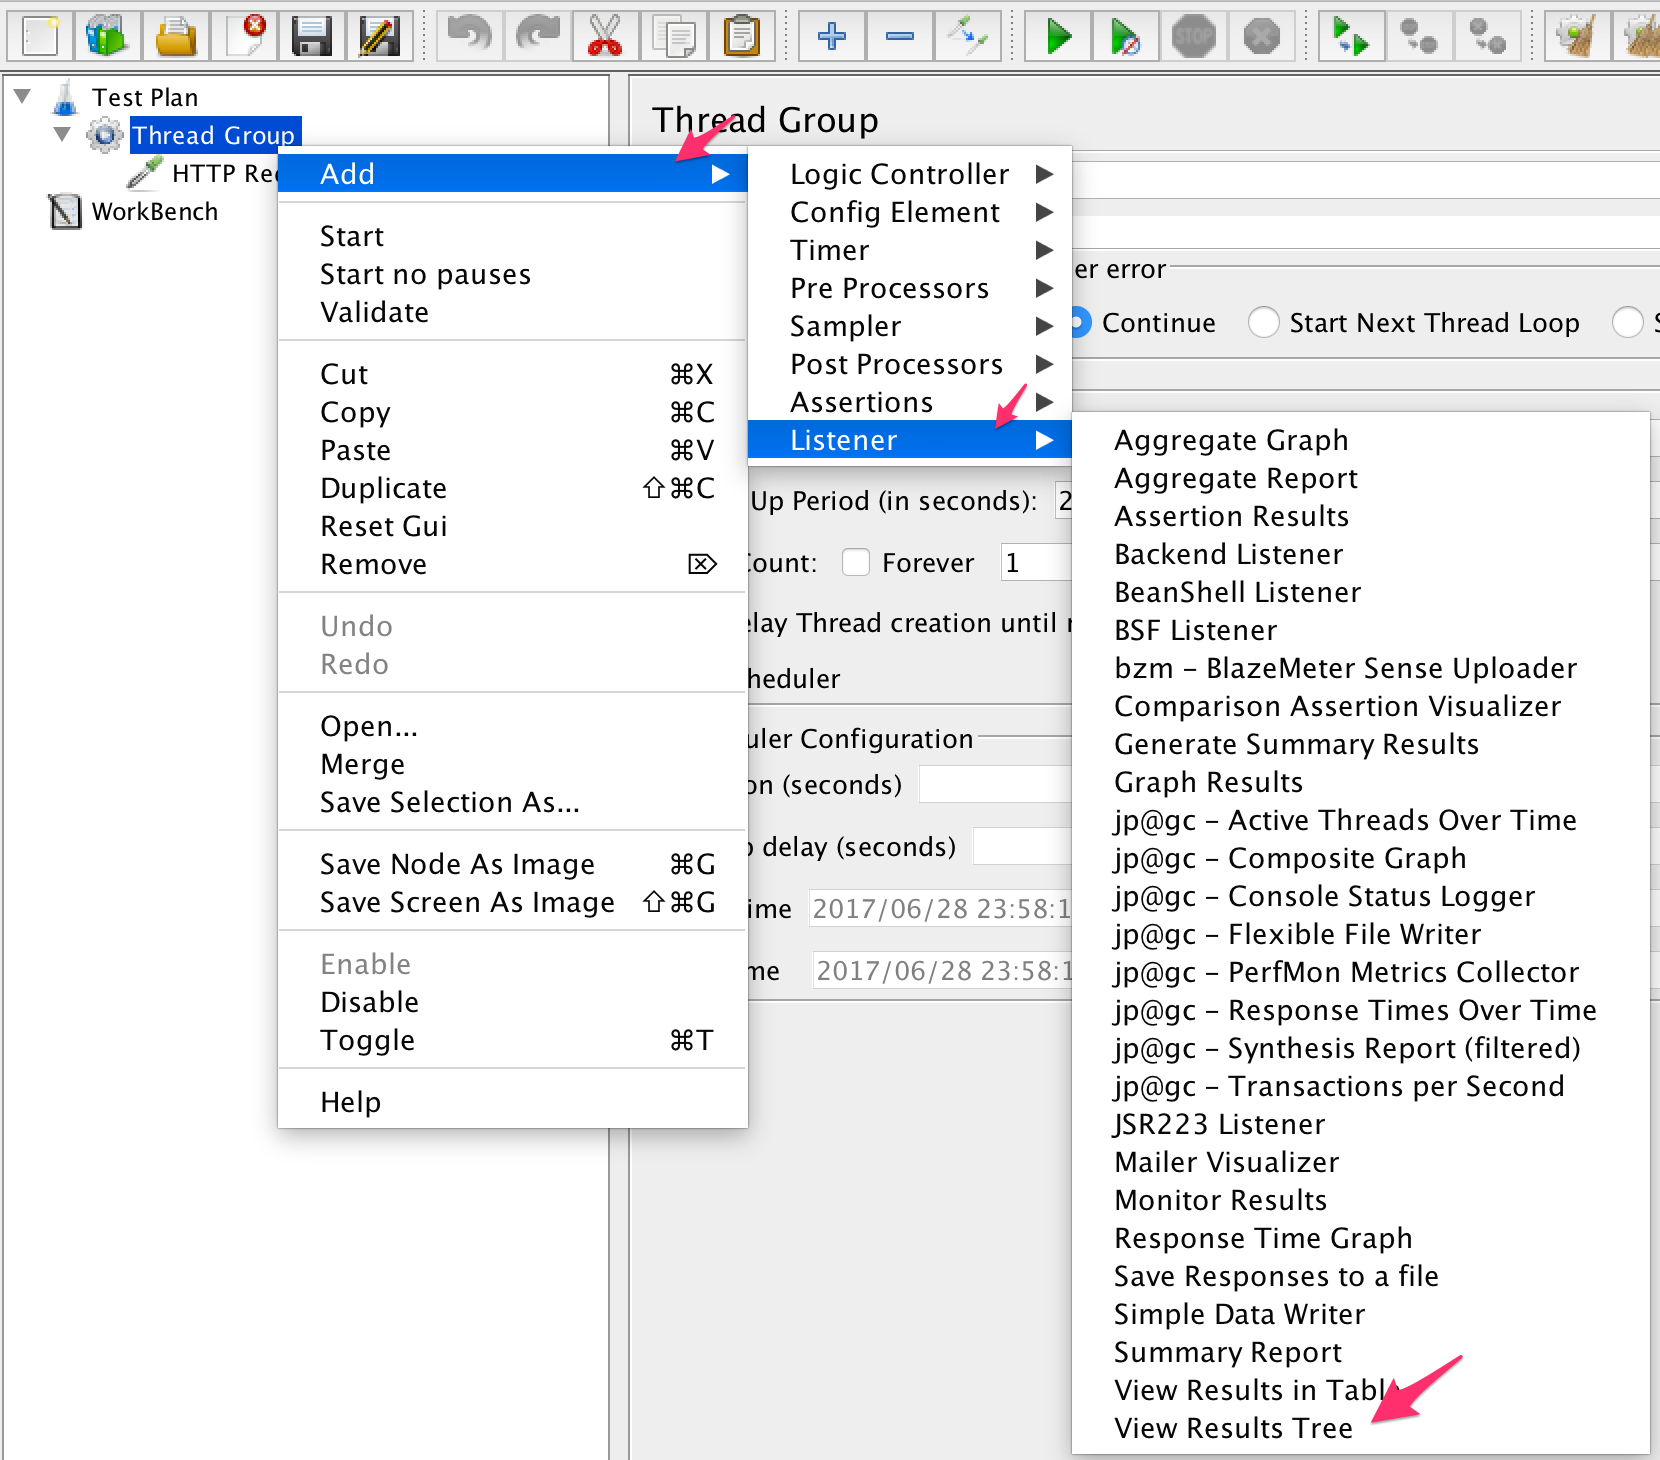 STOP
Test Plan
Thread Group
HTTP
WorkBench
Thread Group
Add
Start
Start no pauses
Validate
Cut ⌘X
Copy ⌘C
Paste ⌘V
Duplicate ⇧⌘C
Reset Gui
Remove ⌦
Undo
Redo
Open...
Merge
Save Selection As...
Save Node As Image ⌘G
Save Screen As Image ⇧⌘G
Enable
Disable
Toggle ⌘T
Help
Logic Controller
Config Element
Timer
Pre Processors
Sampler
Post Processors
Assertions
Listener
er error
Continue Start Next Thread Loop
Up Period (in seconds): 2
ount: Forever 1
elay Thread creation until
heduler
uler Configuration
on (seconds)
delay (seconds)
ime 2017/06/28 23:58:1
me 2017/06/28 23:58:1
Aggregate Graph
Aggregate Report
Assertion Results
Backend Listener
BeanShell Listener
BSF Listener
bzm - BlazeMeter Sense Uploader
Comparison Assertion Visualizer
Generate Summary Results
Graph Results
jp@gc - Active Threads Over Time
jp@gc - Composite Graph
jp@gc - Console Status Logger
jp@gc - Flexible File Writer
jp@gc - PerfMon Metrics Collector
jp@gc - Response Times Over Time
jp@gc - Synthesis Report (filtered)
jp@gc - Transactions per Second
JSR223 Listener
Mailer Visualizer
Monitor Results
Response Time Graph
Save Responses to a file
Simple Data Writer
Summary Report
View Results in Table
View Results Tree